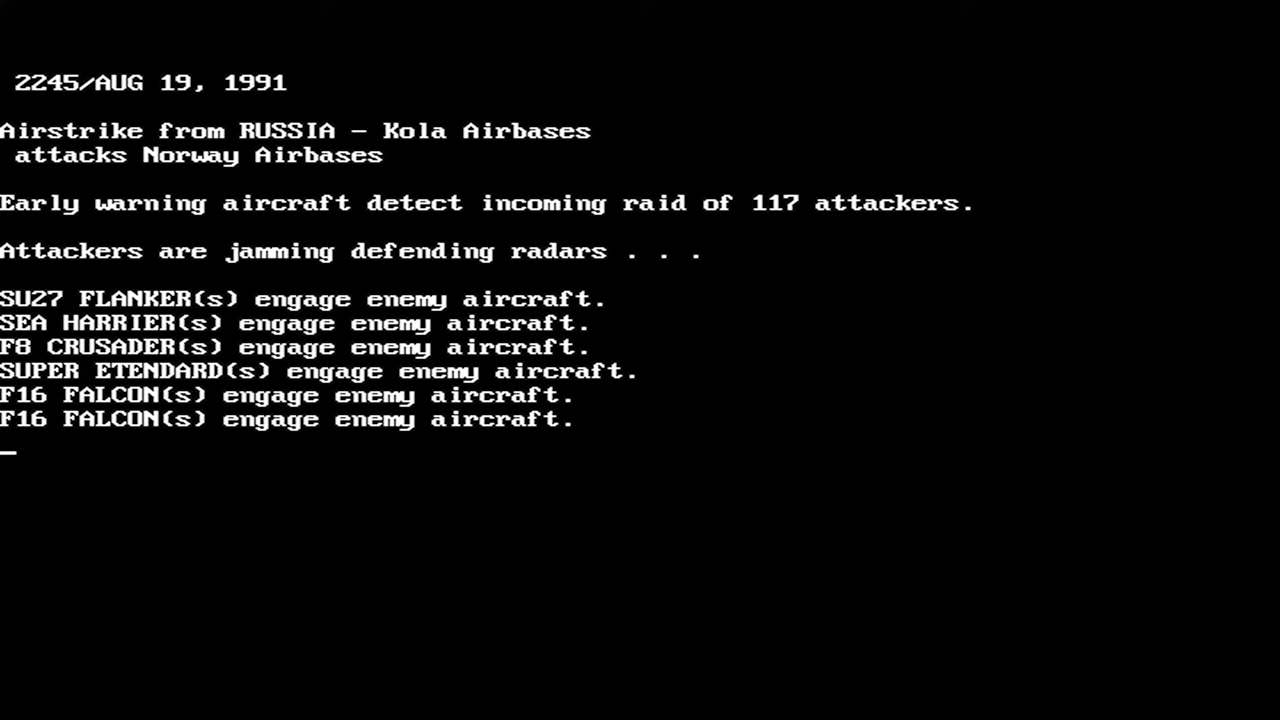 2245/AUG 19, 1991
Airstrike from RUSSIA - Kola Airbases
attacks Norway Airbases
Early warning aircraft detect incoming raid of 117 attackers.
Attackers are jamming defending radars . . .
SU27 FLANKER(s) engage enemy aircraft.
SEA HARRIER(s) engage enemy aircraft.
F8 CRUSADER(s) engage enemy aircraft.
SUPER ETENDARD(s) engage enemy aircraft.
F16 FALCON(s) engage enemy aircraft.
F16 FALCON(s) engage enemy aircraft.